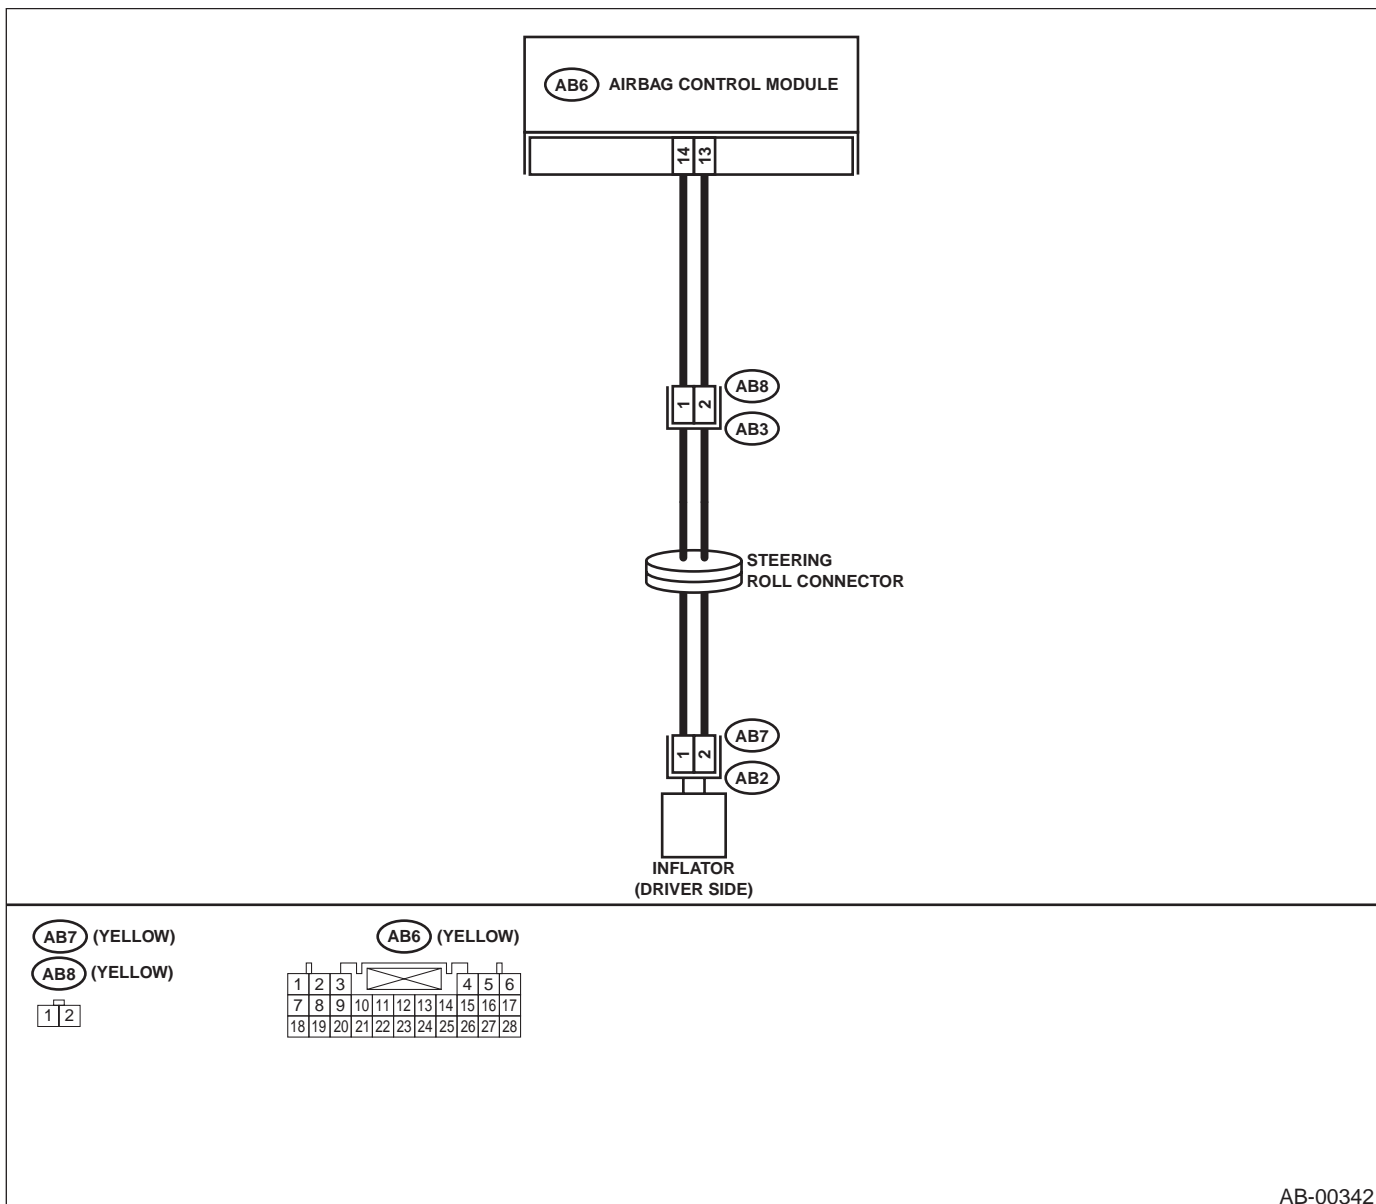 AB6 AIRBAG CONTROL MODULE
14 13
1 2
AB8
AB3
STEERING
ROLL CONNECTOR
1 2
AB7
AB2
INFLATOR
(DRIVER SIDE)
AB7 (YELLOW)
AB8 (YELLOW)
1 2
AB6 (YELLOW)
1 2 3 4 5 6
7 8 9 10 11 12 13 14 15 16 17
18 19 20 21 22 23 24 25 26 27 28
AB-00342